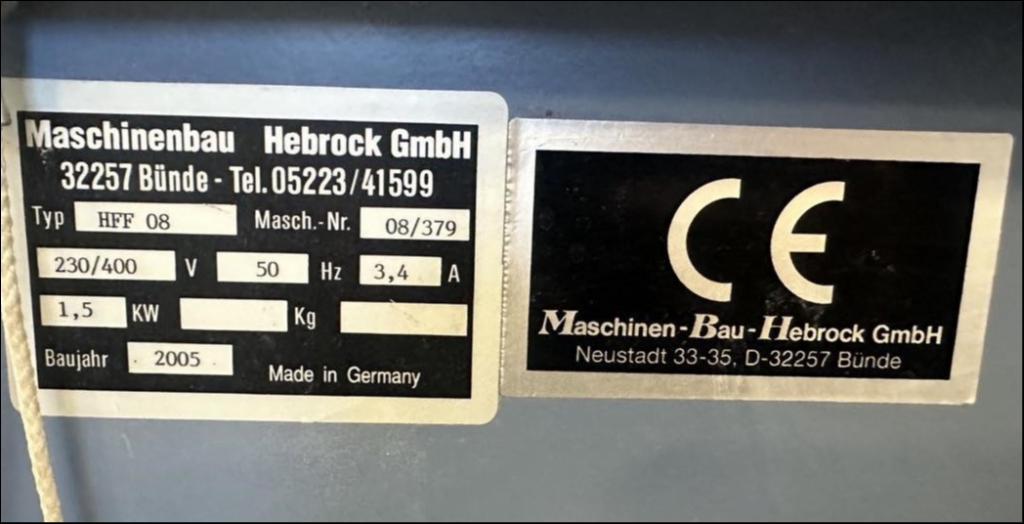 Maschinenbau Hebrock GmbH
32257 Bünde - Tel. 05223/41599
Typ HFF 08 Masch.-Nr. 08/379
230/400 V 50 Hz 3,4 A
1,5 KW Kg
Baujahr 2005
Made in Germany
CE
Maschinen-Bau-Hebrock GmbH
Neustadt 33-35, D-32257 Bünde